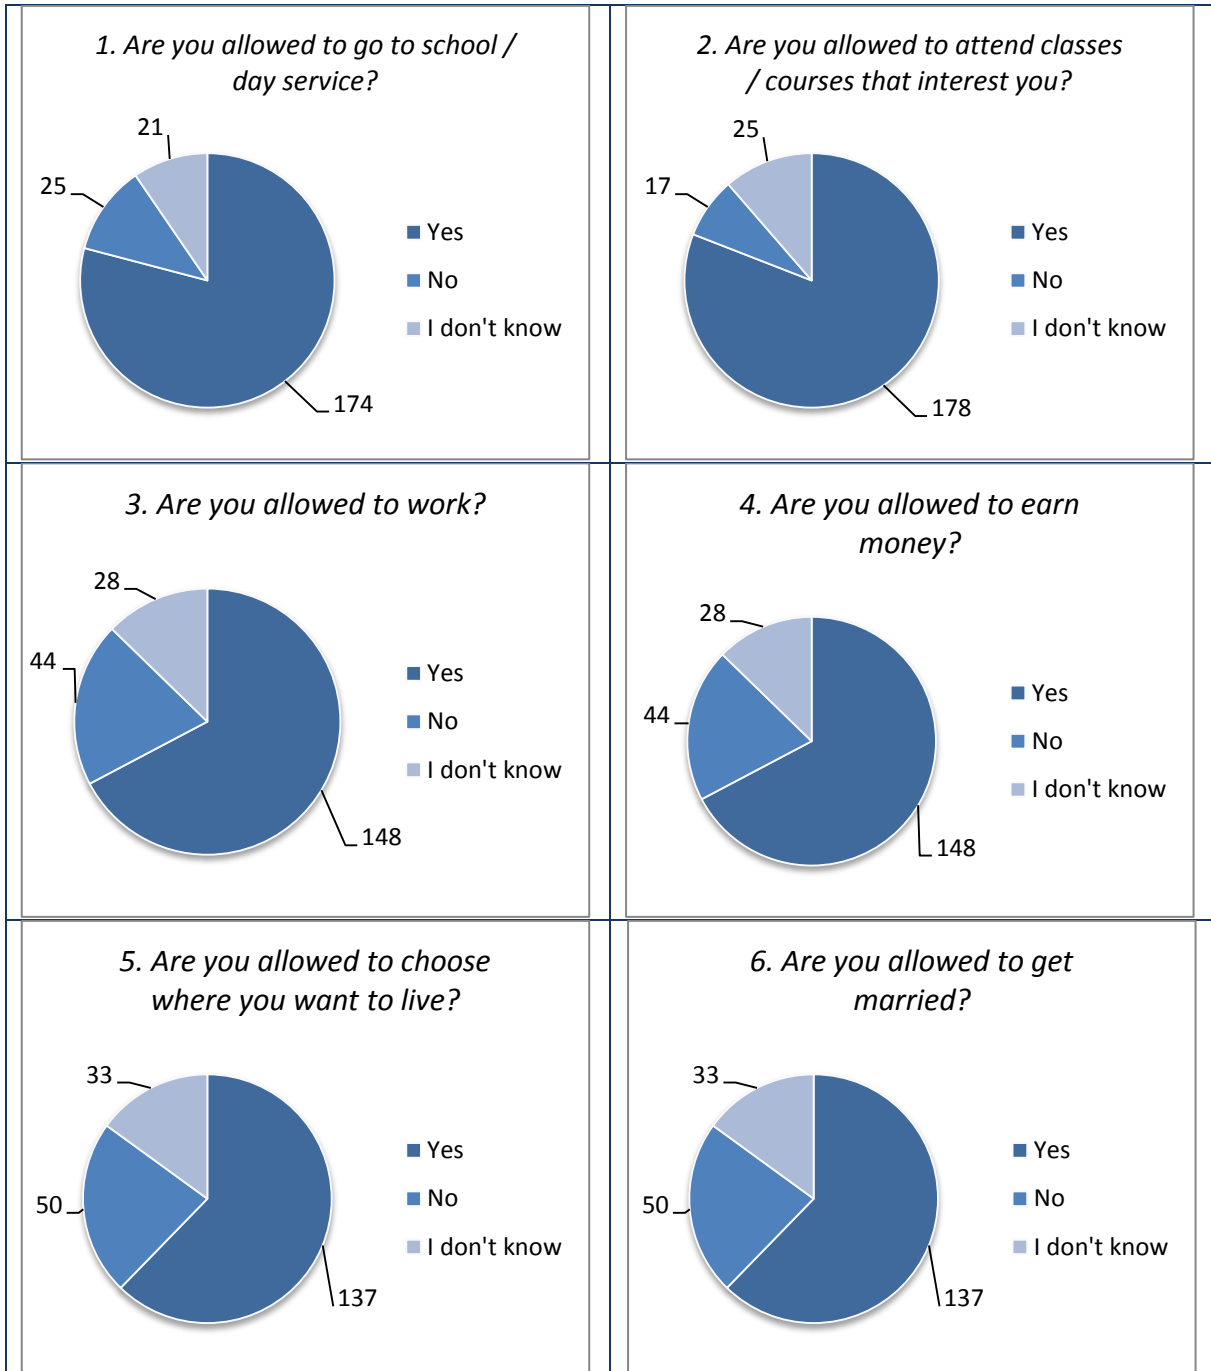 1. Are you allowed to go to school /
day service?
21
25
174
Yes
No
I don't know
2. Are you allowed to attend classes
/ courses that interest you?
25
17
178
Yes
No
I don't know
3. Are you allowed to work?
28
44
148
Yes
No
I don't know
4. Are you allowed to earn
money?
28
44
148
Yes
No
I don't know
5. Are you allowed to choose
where you want to live?
33
50
137
Yes
No
I don't know
6. Are you allowed to get
married?
33
50
137
Yes
No
I don't know